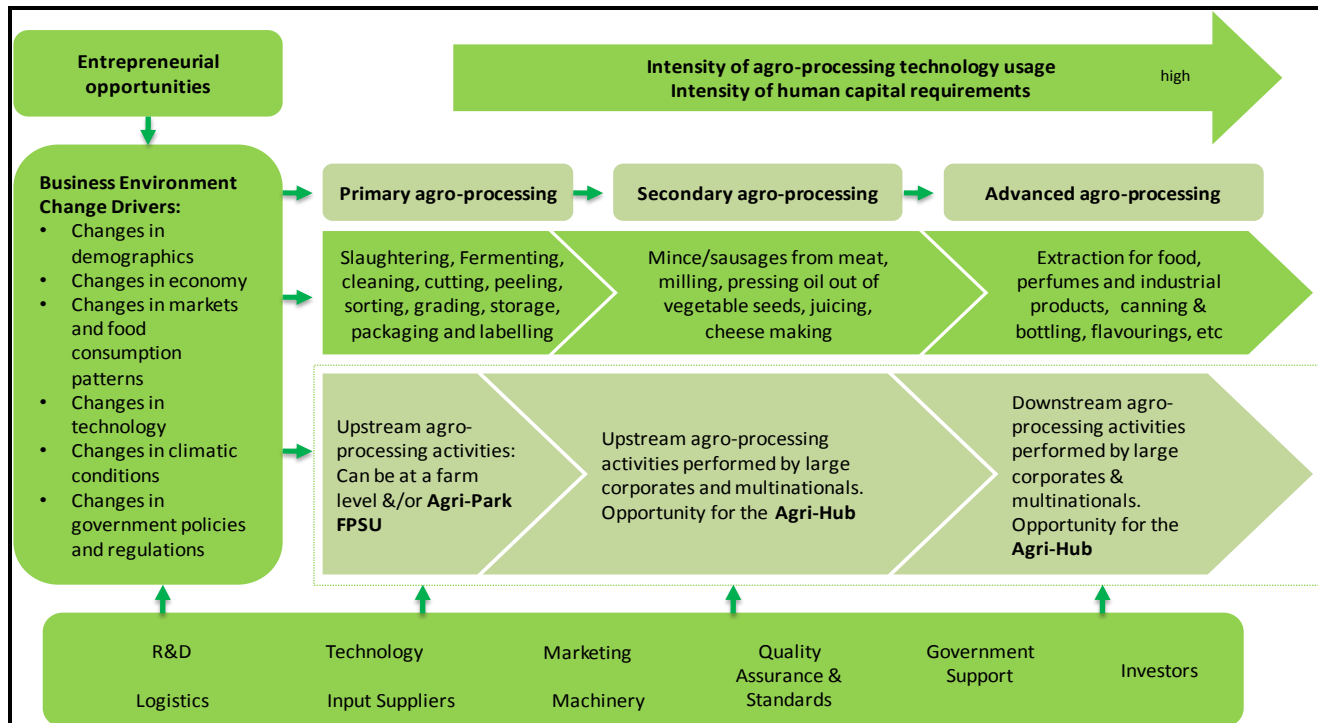 Entrepreneurial
opportunities
Intensity of agro-processing technology usage
Intensity of human capital requirements
high
Business Environment
Change Drivers:
• Changes in
demographics
• Changes in economy
• Changes in markets
and food
consumption
patterns
• Changes in
technology
• Changes in climatic
conditions
• Changes in
government policies
and regulations
Primary agro-processing
Secondary agro-processing
Advanced agro-processing
Slaughtering, Fermenting,
cleaning, cutting, peeling,
sorting, grading, storage,
packaging and labelling
Mince/sausages from meat,
milling, pressing oil out of
vegetable seeds, juicing,
cheese making
Extraction for food,
perfumes and industrial
products, canning &
bottling, flavourings, etc
Upstream agro-
processing activities:
Can be at a farm
level &/or Agri-Park
FPSU
Upstream agro-processing
activities performed by large
corporates and multinationals.
Opportunity for the Agri-Hub
Downstream agro-
processing activities
performed by large
corporates &
multinationals.
Opportunity for the
Agri-Hub
R&D
Technology
Marketing
Quality
Assurance &
Standards
Government
Support
Investors
Logistics
Input Suppliers
Machinery